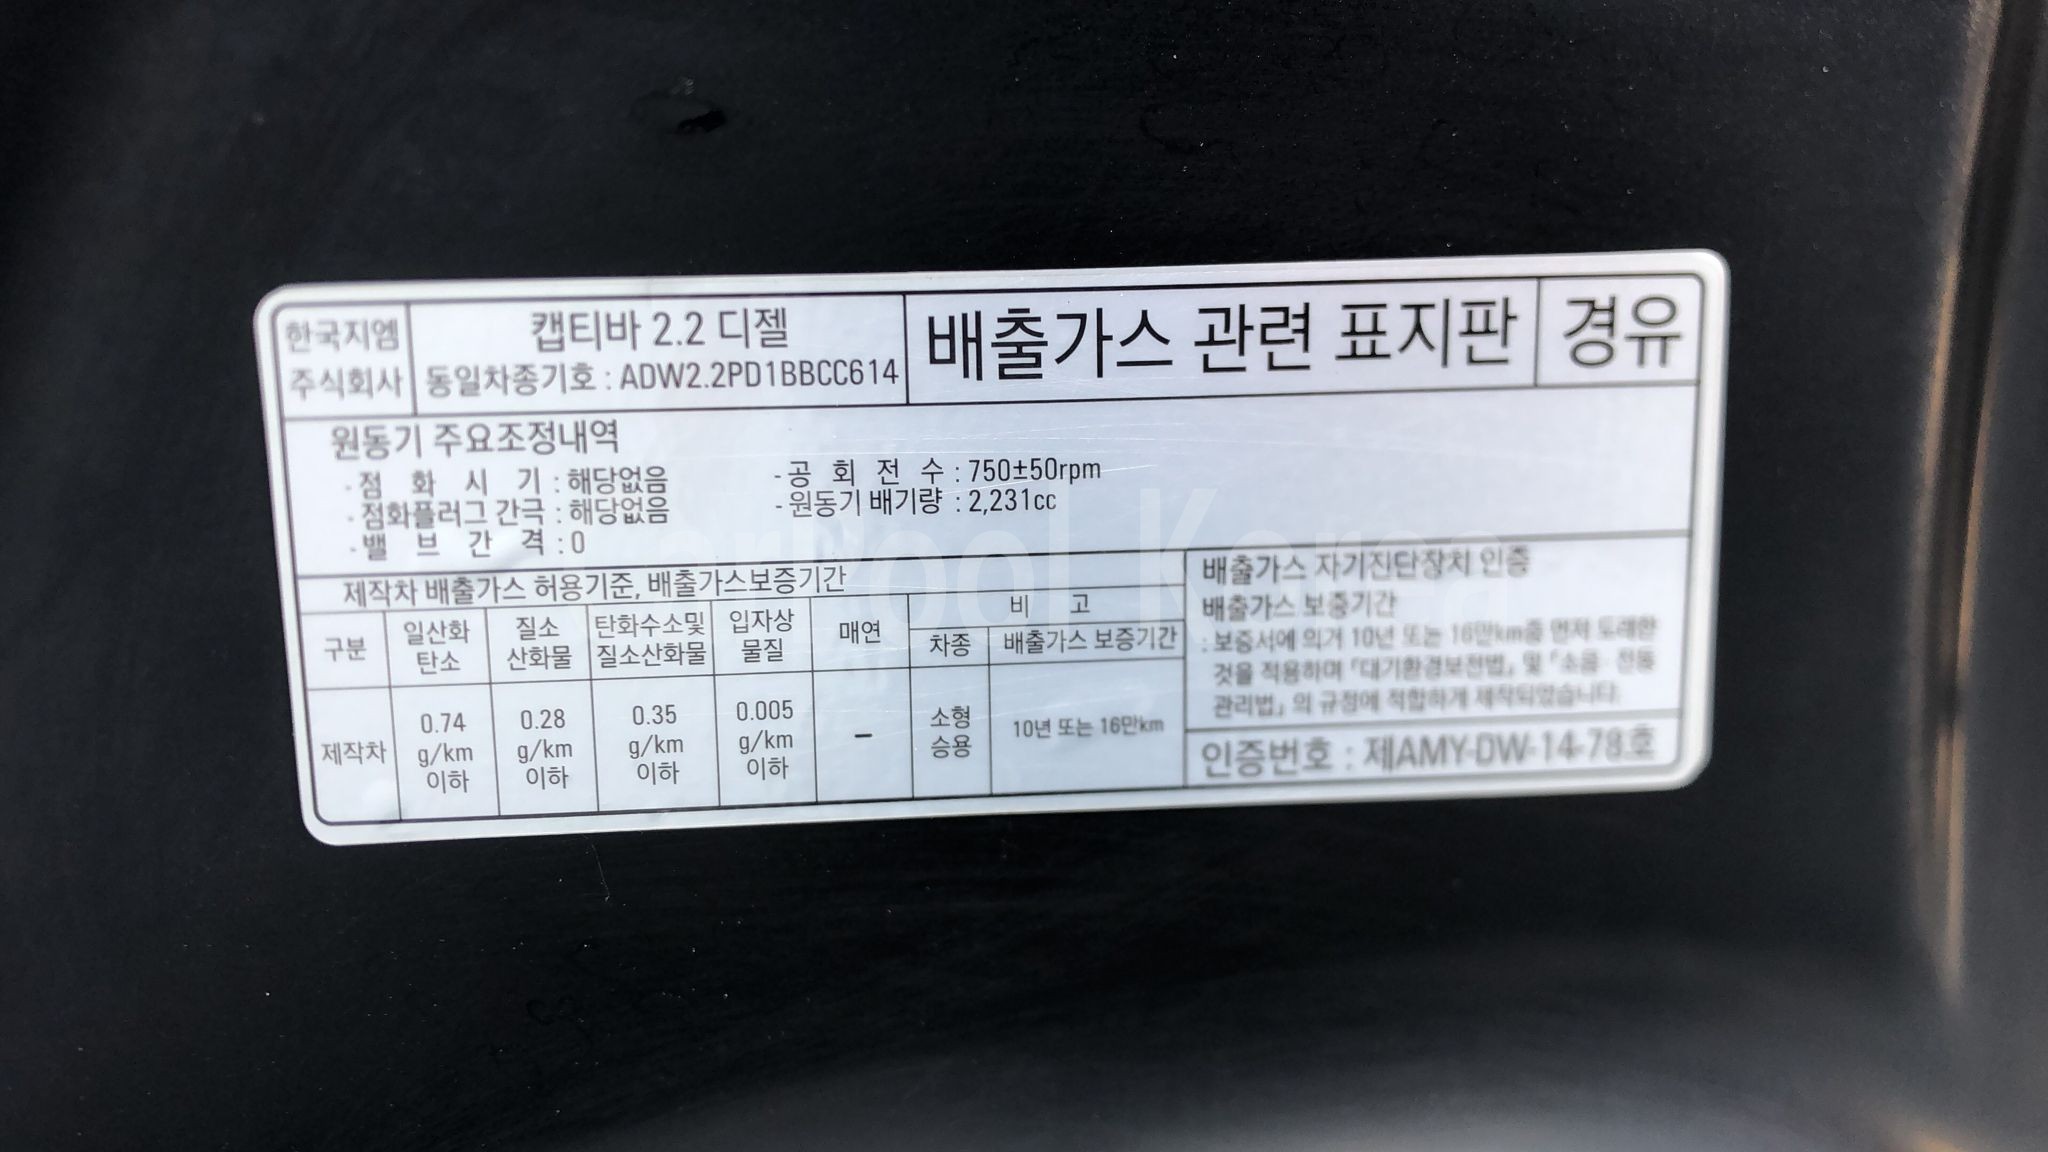 한국지엠
주식회사
캡티바 2.2 디젤
동일차종기호 : ADW2.2PD1BBCC614
배출가스 관련 표지판
경유
원동기 주요조정내역
- 점 화 시 기 : 해당없음
- 점화플러그 간극 : 해당없음
- 밸 브 간 격 : 0
- 공 회 전 수 : 750±50rpm
- 원동기 배기량 : 2,231cc
제작차 배출가스 허용기준, 배출가스보증기간
구분
일산화
탄소
질소
산화물
탄화수소및
질소산화물
입자상
물질
매연
비 고
차종
배출가스 보증기간
제작차
0.74
g/km
이하
0.28
g/km
이하
0.35
g/km
이하
0.005
g/km
이하
-
소형
승용
10년 또는 16만km
배출가스 자기진단장치 인증
배출가스 보증기간
: 보증서에 의거 10년 또는 16만km중 먼저 도래한
것을 적용하며 「대기환경보전법」 및 「소음·진동
관리법」의 규정에 적합하게 제작되었습니다.
인증번호 : 제AMY-DW-14-78호
CarPool Korea